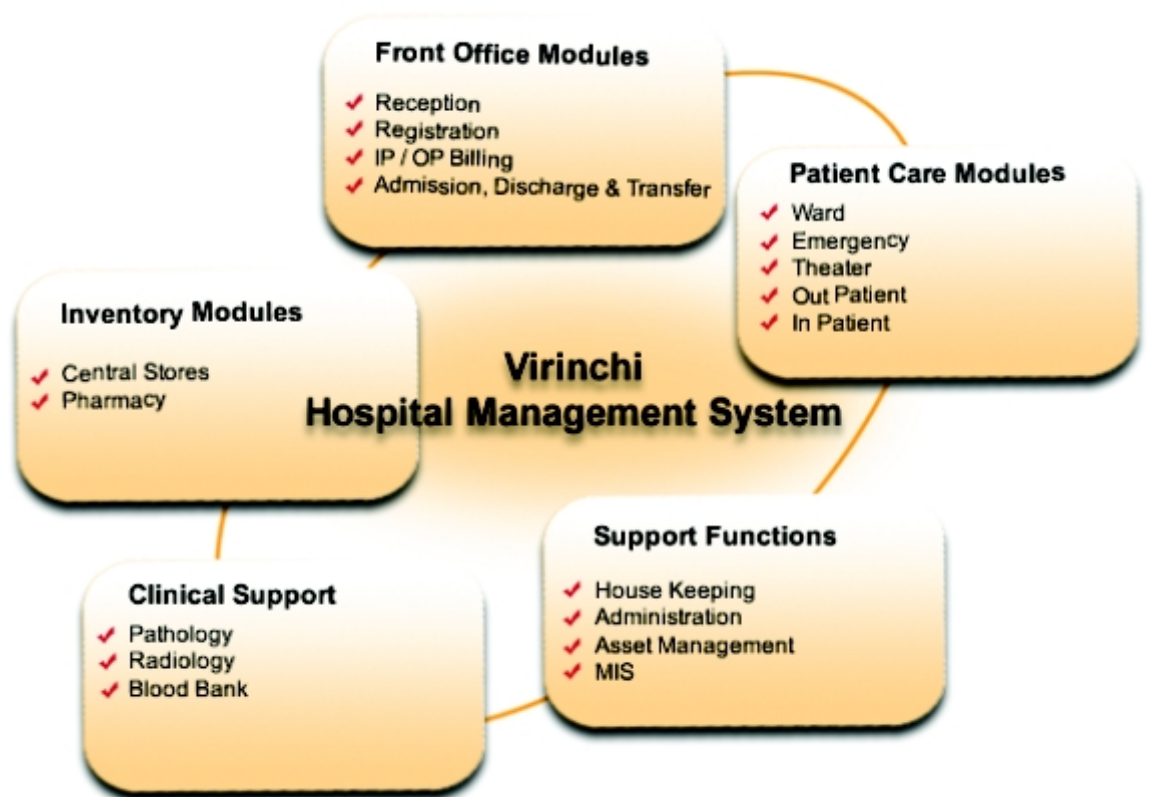 Front Office Modules
Reception
Registration
IP / OP Billing
Admission, Discharge & Transfer
Patient Care Modules
Ward
Emergency
Theater
Out Patient
In Patient
Inventory Modules
Central Stores
Pharmacy
Virinchi
Hospital Management System
Support Functions
House Keeping
Administration
Asset Management
MIS
Clinical Support
Pathology
Radiology
Blood Bank